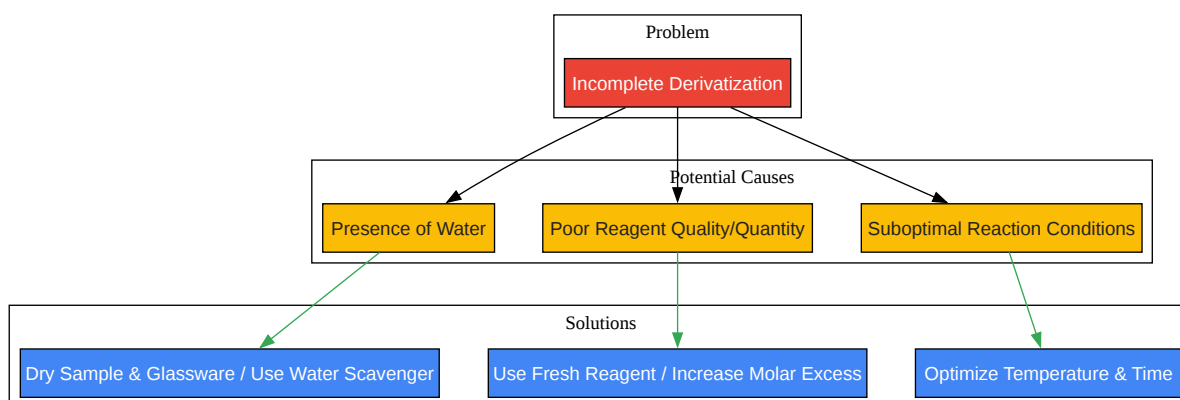 Problem
Incomplete Derivatization
Potential Causes
Presence of Water
Poor Reagent Quality/Quantity
Suboptimal Reaction Conditions
Solutions
Dry Sample & Glassware / Use Water Scavenger
Use Fresh Reagent / Increase Molar Excess
Optimize Temperature & Time